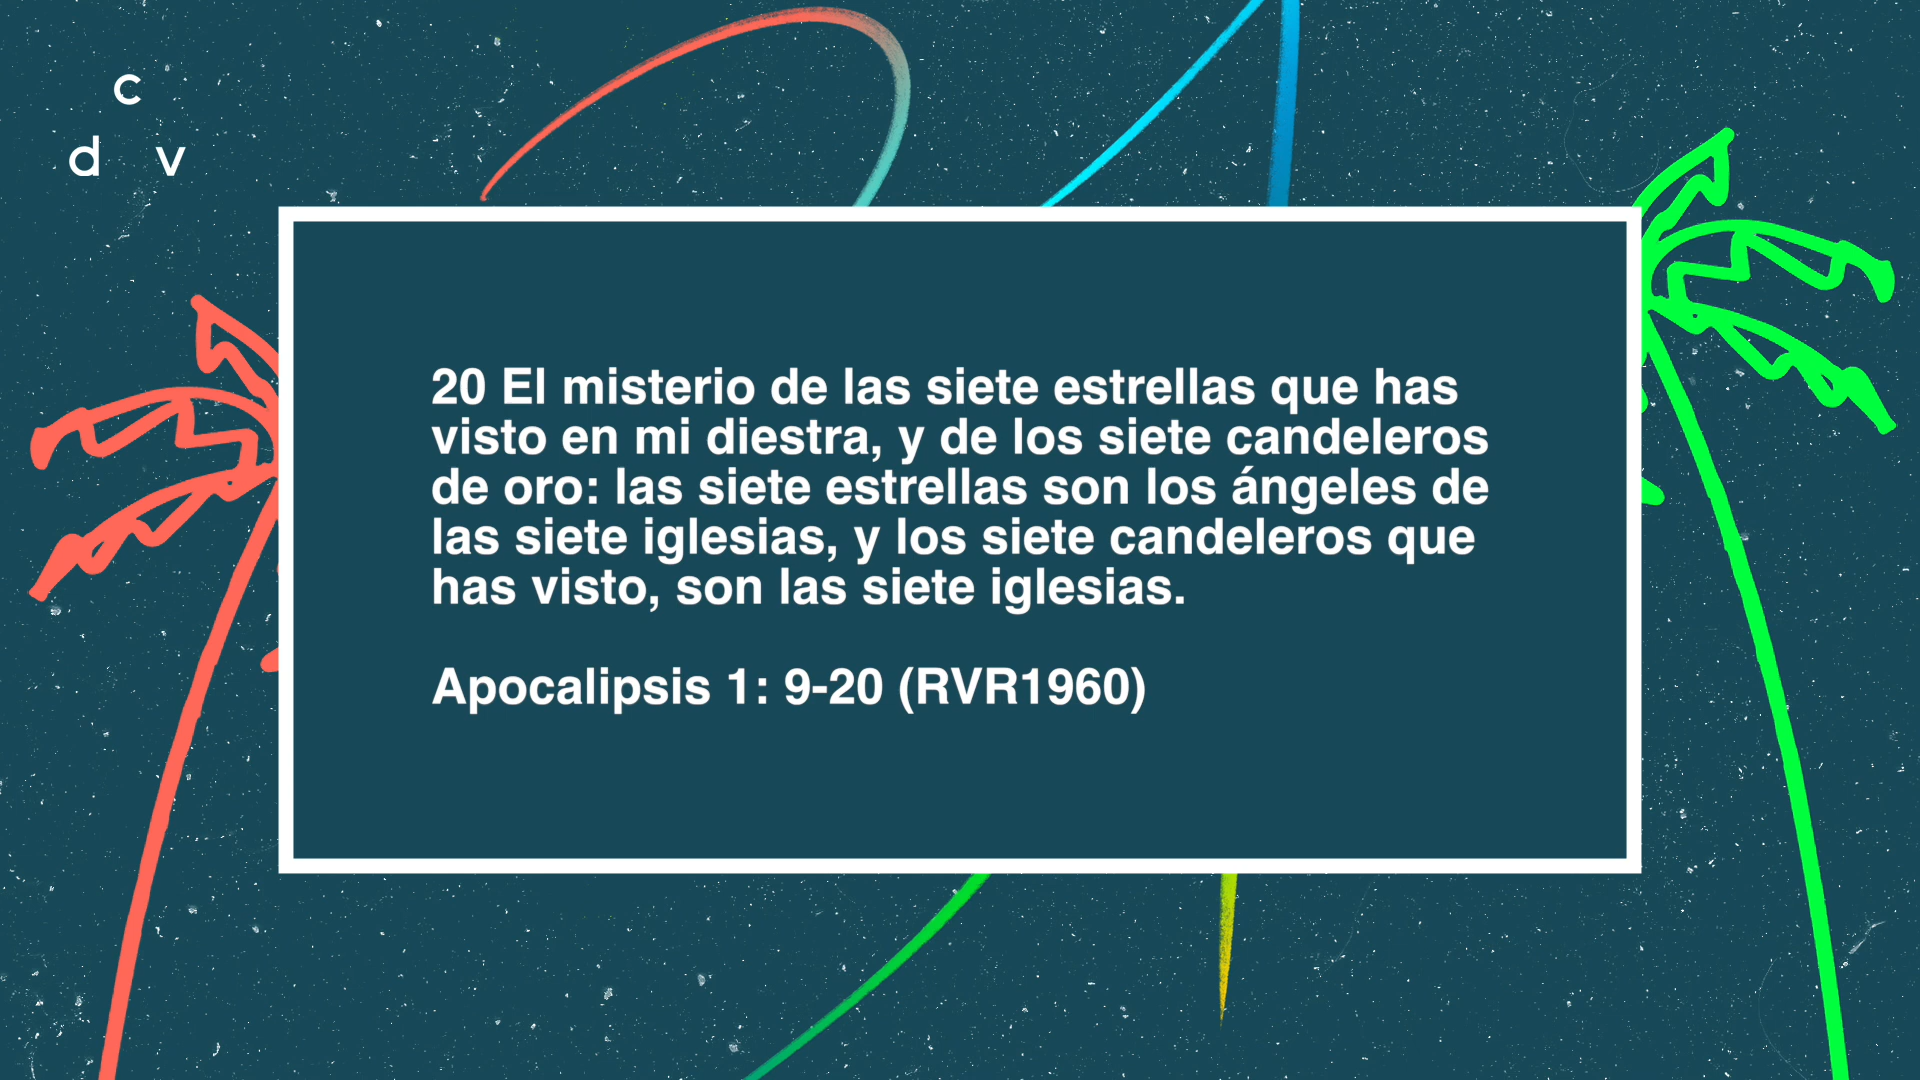 c
d v
20 El misterio de las siete estrellas que has
visto en mi diestra, y de los siete candeleros
de oro: las siete estrellas son los ángeles de
las siete iglesias, y los siete candeleros que
has visto, son las siete iglesias.
Apocalipsis 1: 9-20 (RVR1960)